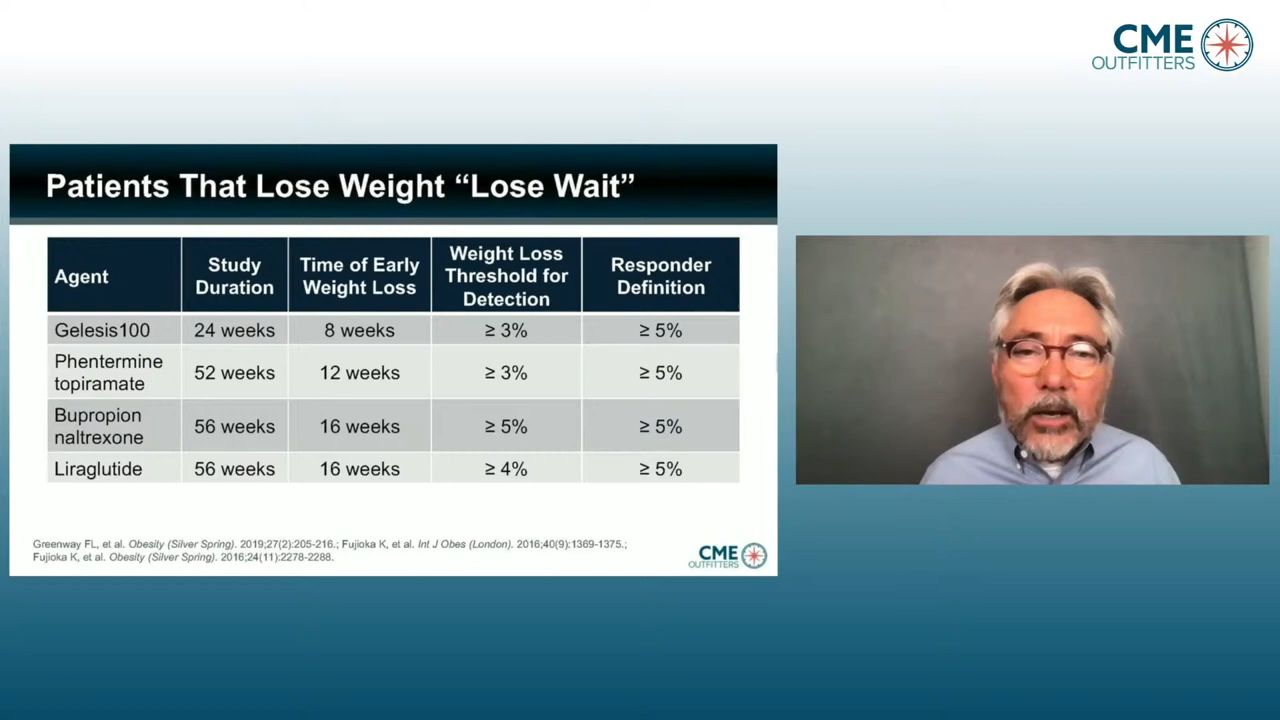 CME
OUTFITTERS
Patients That Lose Weight “Lose Wait”
Agent
Study
Duration
Time of Early
Weight Loss
Weight Loss
Threshold for
Detection
Responder
Definition
Gelesis100
24 weeks
8 weeks
≥ 3%
≥ 5%
Phentermine
topiramate
52 weeks
12 weeks
≥ 3%
≥ 5%
Bupropion
naltrexone
56 weeks
16 weeks
≥ 5%
≥ 5%
Liraglutide
56 weeks
16 weeks
≥ 4%
≥ 5%
Greenway FL, et al. Obesity (Silver Spring). 2019;27(2):205-216.; Fujioka K, et al. Int J Obes (London). 2016;40(9):1369-1375.;
Fujioka K, et al. Obesity (Silver Spring). 2016;24(11):2278-2288.
CME
OUTFITTERS